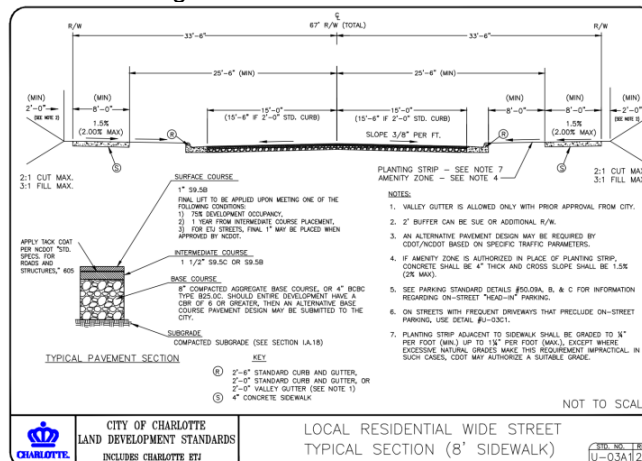 ℄
R/W
67' R/W (TOTAL)
R/W
33'-6"
33'-6"
25'-6" (MIN)
25'-6" (MIN)
(MIN)
2'-0"
(SEE NOTE 2)
(MIN)
8'-0"
15'-0"
(15'-6" IF 2'-0" STD. CURB)
15'-0"
(15'-6" IF 2'-0" STD. CURB)
(MIN)
8'-0"
(MIN)
8'-0"
(MIN)
2'-0"
(SEE NOTE 2)
1.5%
(2.00% MAX)
R
SLOPE 3/8" PER FT.
R
1.5%
(2.00% MAX)
S
S
2:1 CUT MAX.
3:1 FILL MAX.
PLANTING STRIP – SEE NOTE 7
AMENITY ZONE – SEE NOTE 4
2:1 CUT MAX.
3:1 FILL MAX.
SURFACE COURSE
1" S9.5B
FINAL LIFT TO BE APPLIED UPON MEETING ONE OF THE
FOLLOWING CONDITIONS:
1) 75% DEVELOPMENT OCCUPANCY,
2) 1 YEAR FROM INTERMEDIATE COURSE PLACEMENT,
3) FOR ETJ STREETS, FINAL 1" MAY BE PLACED WHEN
APPROVED BY NCDOT.
APPLY TACK COAT
PER NCDOT "STD.
SPECS. FOR
ROADS AND
STRUCTURES," 605
INTERMEDIATE COURSE
1 1/2" S9.5C OR S9.5B
BASE COURSE
8" COMPACTED AGGREGATE BASE COURSE, OR 4" BCBC
TYPE B25.0C. SHOULD ENTIRE DEVELOPMENT HAVE A
CBR OF 6 OR GREATER, THEN AN ALTERNATIVE BASE
COURSE PAVEMENT DESIGN MAY BE SUBMITTED TO THE
CITY.
SUBGRADE
COMPACTED SUBGRADE (SEE SECTION I.A.18)
TYPICAL PAVEMENT SECTION
KEY
R 2'-6" STANDARD CURB AND GUTTER,
2'-0" STANDARD CURB AND GUTTER, OR
2'-0" VALLEY GUTTER (SEE NOTE 1)
S 4" CONCRETE SIDEWALK
NOTES:
1. VALLEY GUTTER IS ALLOWED ONLY WITH PRIOR APPROVAL FROM CITY.
2. 2' BUFFER CAN BE SUE OR ADDITIONAL R/W.
3. AN ALTERNATIVE PAVEMENT DESIGN MAY BE REQUIRED BY
CDOT/NCDOT BASED ON SPECIFIC TRAFFIC PARAMETERS.
4. IF AMENITY ZONE IS AUTHORIZED IN PLACE OF PLANTING STRIP,
CONCRETE SHALL BE 4" THICK AND CROSS SLOPE SHALL BE 1.5%
(2% MAX).
5. SEE PARKING STANDARD DETAILS #50.09A, B, & C FOR INFORMATION
REGARDING ON-STREET "HEAD-IN" PARKING.
6. ON STREETS WITH FREQUENT DRIVEWAYS THAT PRECLUDE ON-STREET
PARKING, USE DETAIL #U-03C1.
7. PLANTING STRIP ADJACENT TO SIDEWALK SHALL BE GRADED TO ¼"
PER FOOT (MIN.) UP TO 1¼" PER FOOT (MAX.), EXCEPT WHERE
EXCESSIVE NATURAL GRADES MAKE THIS REQUIREMENT IMPRACTICAL. IN
SUCH CASES, CDOT MAY AUTHORIZE A SUITABLE GRADE.
NOT TO SCAL
CHARLOTTE.
CITY OF CHARLOTTE
LAND DEVELOPMENT STANDARDS
INCLUDES CHARLOTTE ETJ
LOCAL RESIDENTIAL WIDE STREET
TYPICAL SECTION (8' SIDEWALK)
STD. NO.
U-03A1